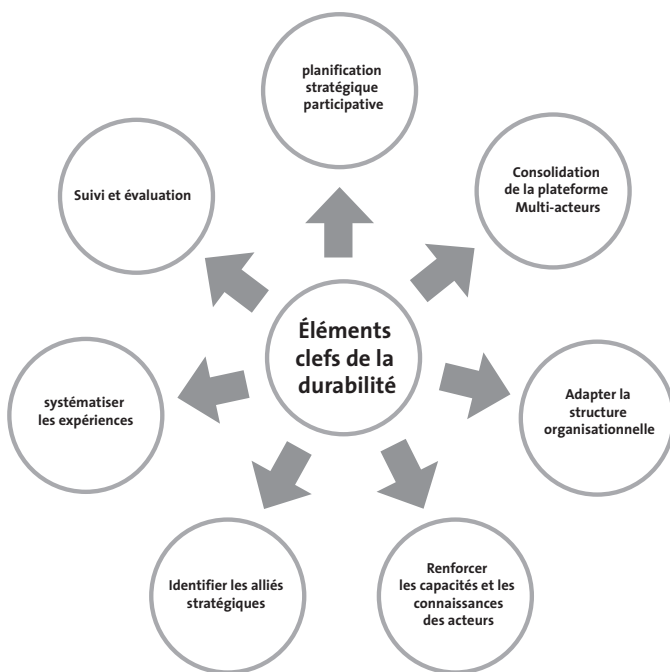 planification
stratégique
participative
Suivi et évaluation
Consolidation
de la plateforme
Multi-acteurs
Éléments
clefs de la
durabilité
systématiser
les expériences
Adapter la
structure
organisationnelle
Identifier les alliés
stratégiques
Renforcer
les capacités et les
connaissances
des acteurs